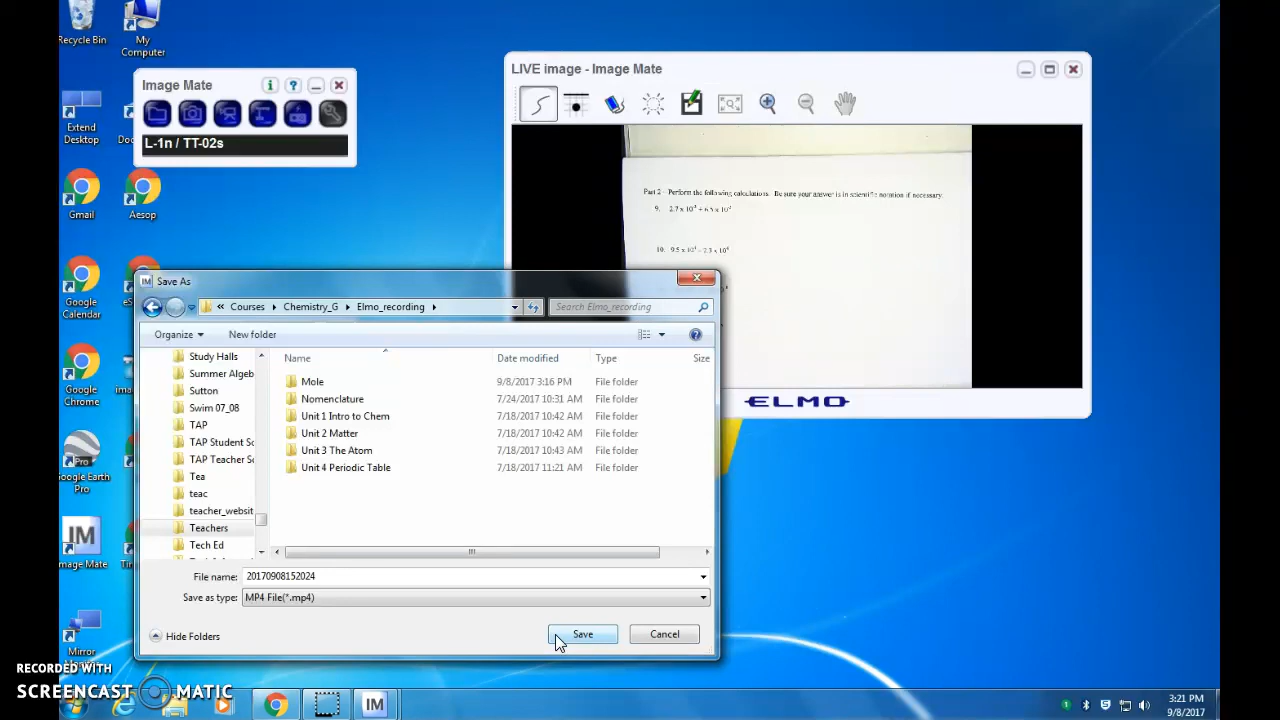 Recycle Bin
My Computer
Extend Desktop
Gmail
Aesop
Google Calendar
Google Chrome
Google Earth Pro
Image Mate
Mirror
Image Mate
L-1n / TT-02s
LIVE image - Image Mate
Part 2 - Perform the following calculations. Be sure your answer is in scientific notation if necessary.
9.
10.
ELMO
Save As
« Courses Chemistry_G Elmo_recording
Search Elmo_recording
Organize
New folder
Name Date modified Type Size
Study Halls
Summer Algeb
Sutton
Swim 07_08
TAP
TAP Student Sc
TAP Teacher S
Tea
teac
teacher_websit
Teachers
Tech Ed
Mole 9/8/2017 3:16 PM File folder
Nomenclature 7/24/2017 10:31 AM File folder
Unit 1 Intro to Chem 7/18/2017 10:42 AM File folder
Unit 2 Matter 7/18/2017 10:42 AM File folder
Unit 3 The Atom 7/18/2017 10:43 AM File folder
Unit 4 Periodic Table 7/18/2017 11:21 AM File folder
File name: 20170908152024
Save as type: MP4 File(*.mp4)
Hide Folders
Save
Cancel
RECORDED WITH
SCREENCAST MATIC
IM
3:21 PM
9/8/2017